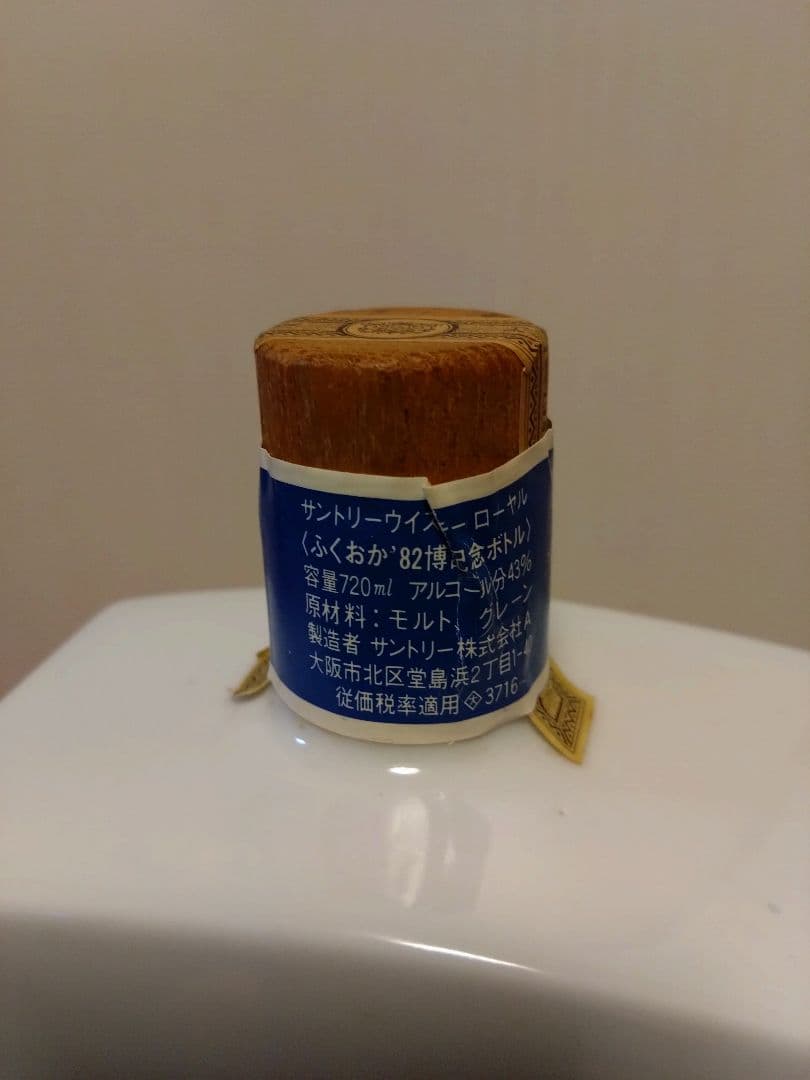 サントリーウイスキー ローヤル
〈ふくおか'82博記念ボトル〉
容量720ml アルコール分43%
原材料:モルト、グレーン
製造者 サントリー株式会社A
大阪市北区堂島浜2丁目1-4
従価税率適用 3716-